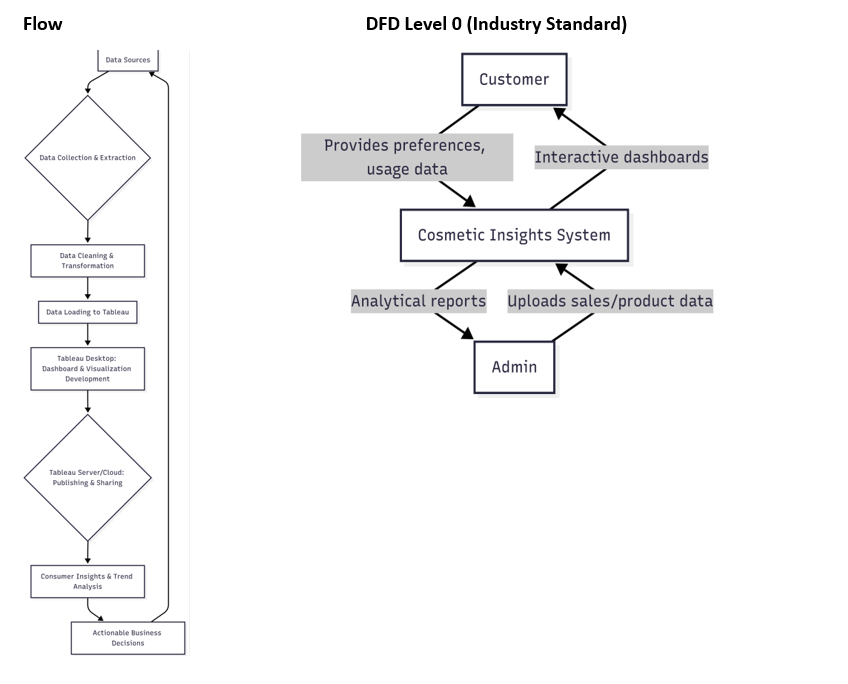 Flow
Data Sources
Data Collection & Extraction
Data Cleaning &
Transformation
Data Loading to Tableau
Tableau Desktop:
Dashboard & Visualization
Development
Tableau Server/Cloud:
Publishing & Sharing
Consumer Insights & Trend
Analysis
Actionable Business
Decisions
DFD Level 0 (Industry Standard)
Customer
Provides preferences,
usage data
Interactive dashboards
Cosmetic Insights System
Analytical reports
Uploads sales/product data
Admin